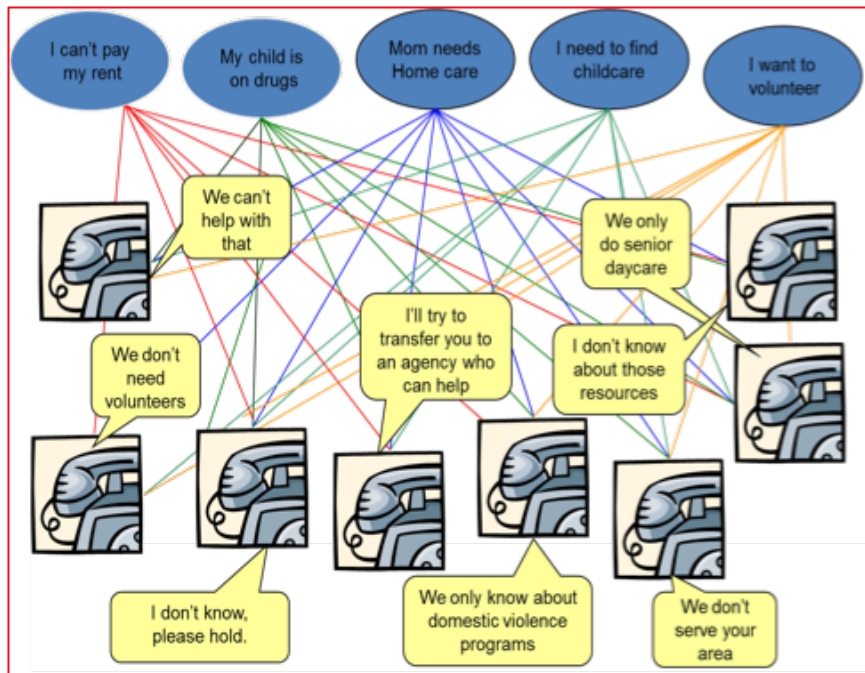 I can't pay
my rent
My child is
on drugs
Mom needs
Home care
I need to find
childcare
I want to
volunteer
We can't
help with
that
We only
do senior
daycare
I'll try to
transfer you to
an agency who
can help
We don't
need
volunteers
I don't know
about those
resources
I don't know,
please hold.
We only know about
domestic violence
programs
We don't
serve your
area